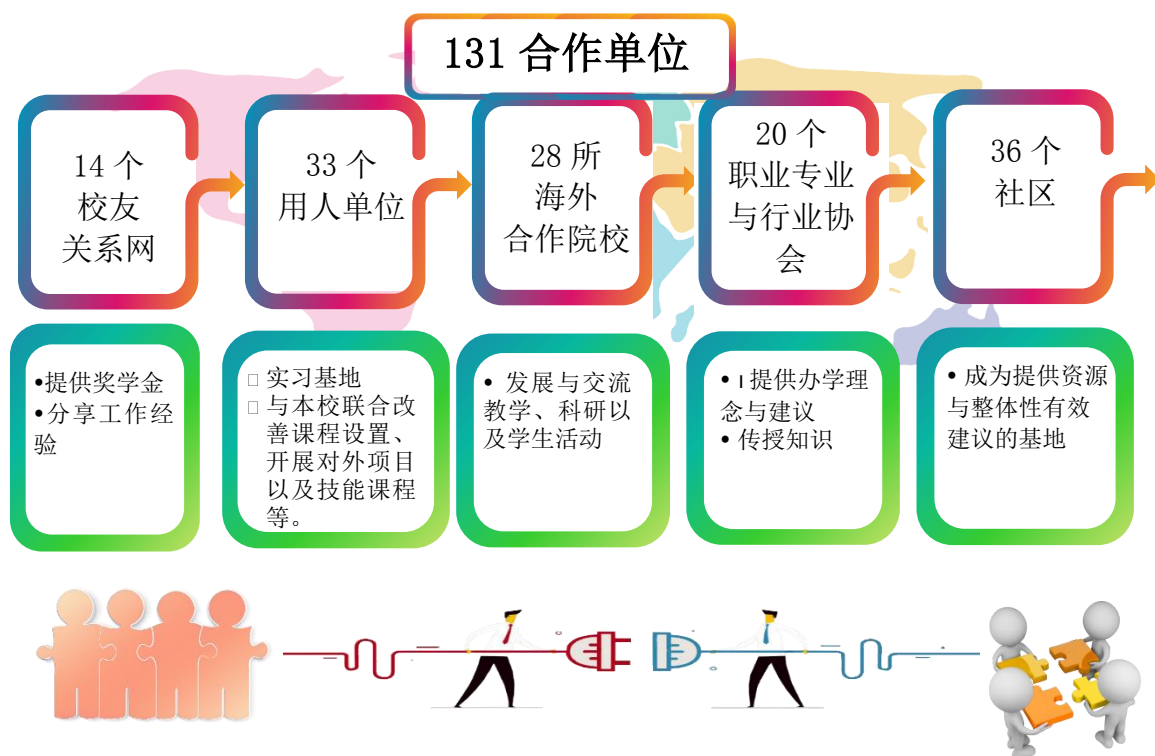 131 合作单位
14 个
校友
关系网
33 个
用人单位
28 所
海外
合作院校
20 个
职业专业
与行业协
会
36 个
社区
•提供奖学金
•分享工作经
验
□ 实习基地
□ 与本校联合改
善课程设置、
开展对外项目
以及技能课程
等。
• 发展与交流
教学、科研以
及学生活动
• ı 提供办学理
念与建议
• 传授知识
• 成为提供资源
与整体性有效
建议的基地